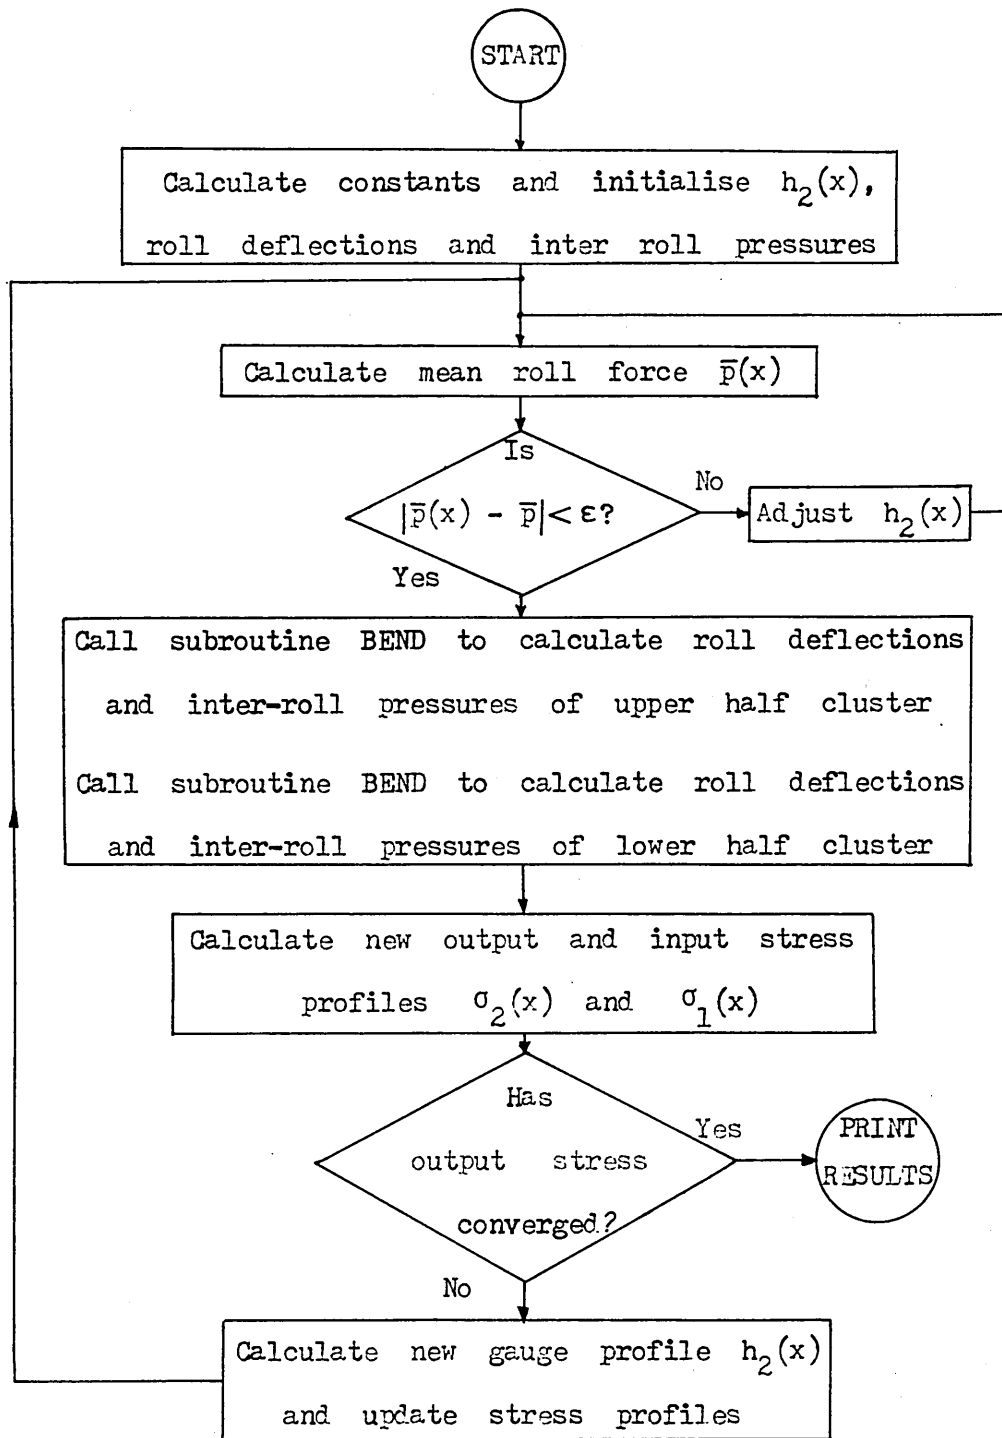 START
Calculate constants and initialise h₂(x),
roll deflections and inter roll pressures
Calculate mean roll force p̅(x)
Is
|p̅(x) - p̅| < ε?
No
Adjust h₂(x)
Yes
Call subroutine BEND to calculate roll deflections
and inter-roll pressures of upper half cluster
Call subroutine BEND to calculate roll deflections
and inter-roll pressures of lower half cluster
Calculate new output and input stress
profiles σ₂(x) and σ₁(x)
Has
output stress
converged?
Yes
PRINT
RESULTS
No
Calculate new gauge profile h₂(x)
and update stress profiles